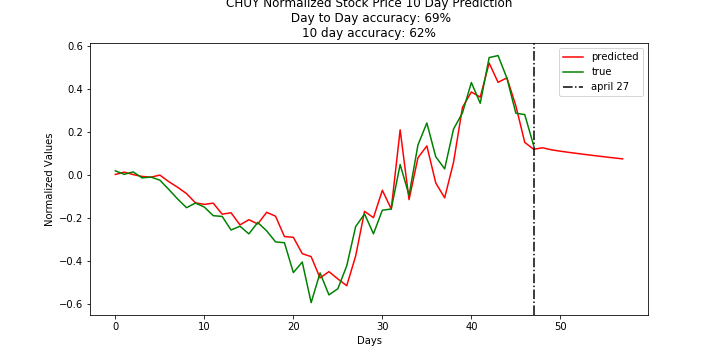 CHUY Normalized Stock Price 10 Day Prediction
Day to Day accuracy: 69%
10 day accuracy: 62%
0.6
0.4
0.2
0.0
−0.2
−0.4
−0.6
Normalized Values
predicted
true
april 27
0
10
20
30
40
50
Days